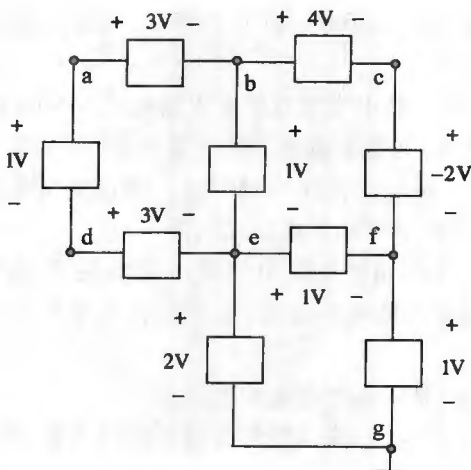 + 3V − + 4V −
a b c
+ + +
1V 1V −2V
− − −
+ 3V −
d e f
+ 1V −
+ +
2V 1V
− −
g